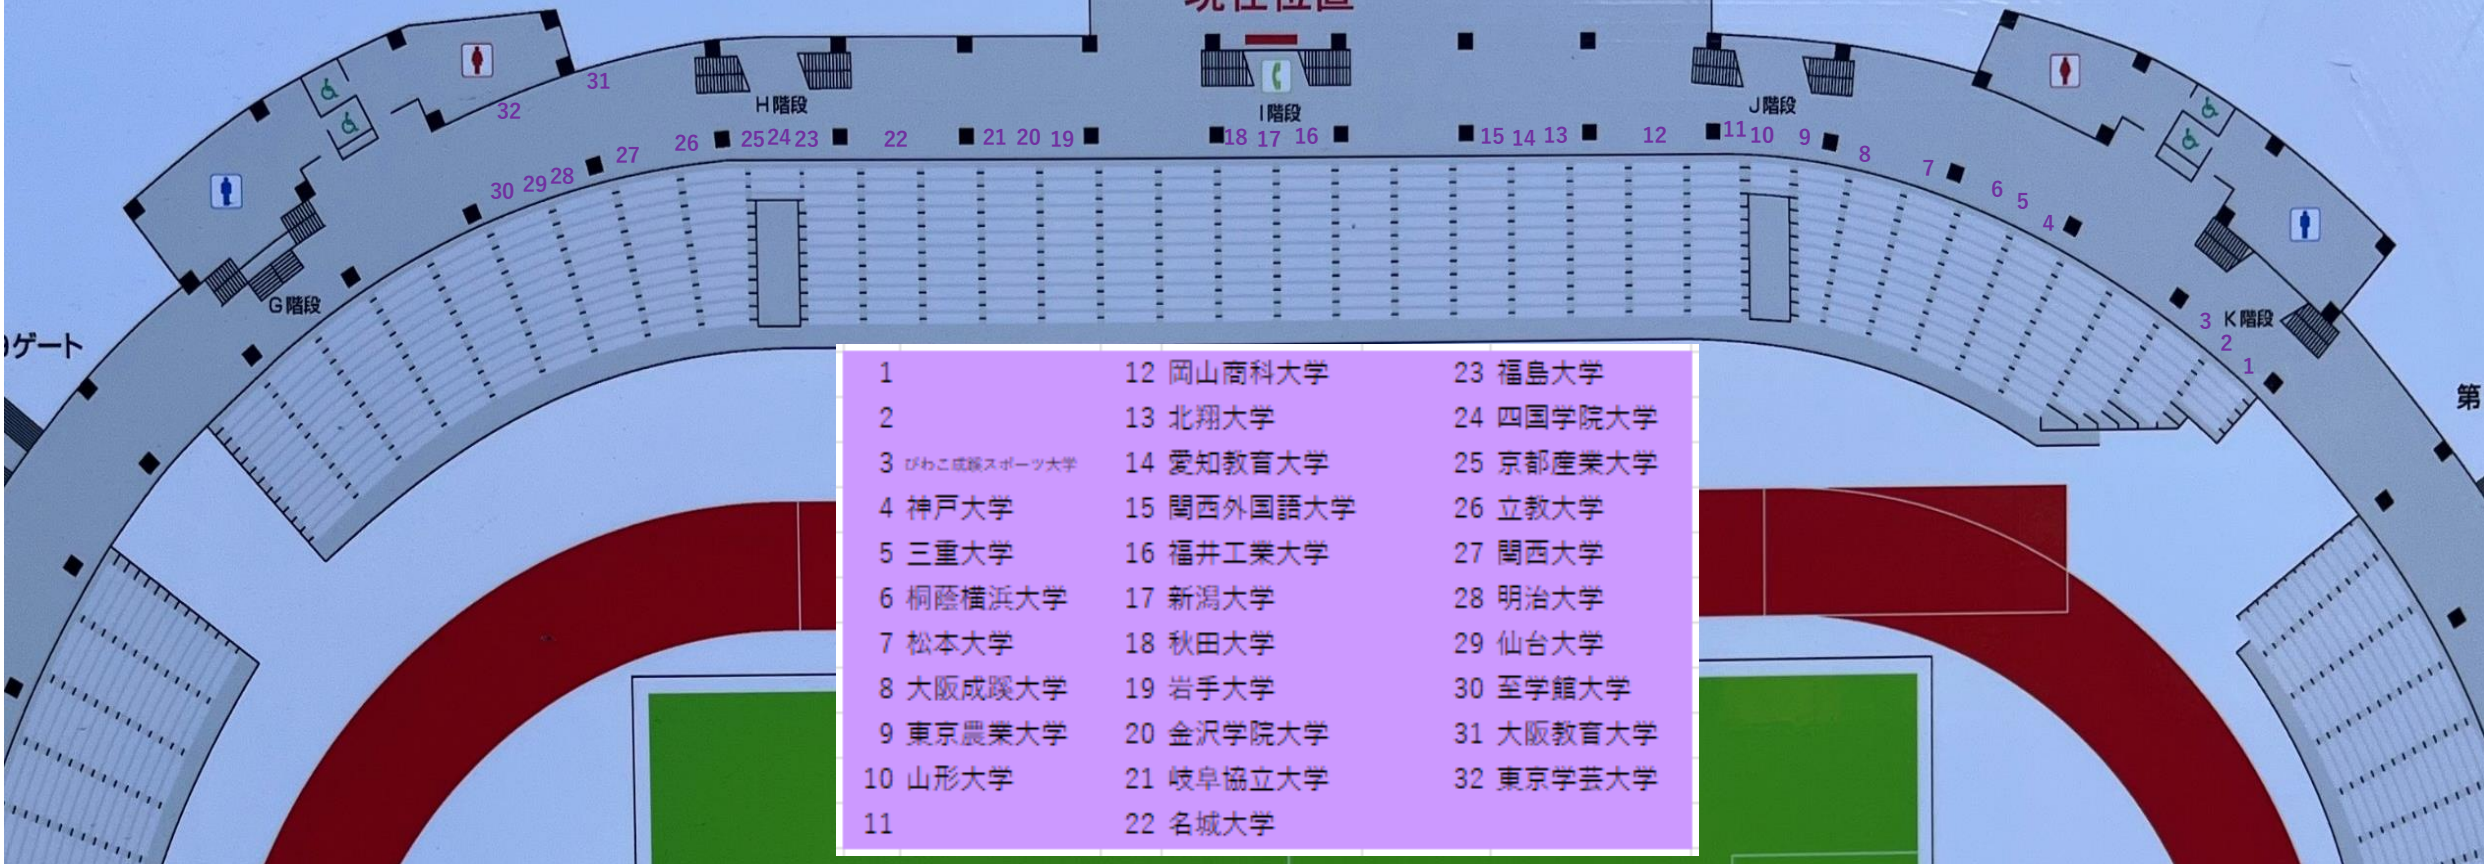 現在位置
31
32
H階段
I階段
J階段
26
25
24
23
22
21
20
19
18
17
16
15
14
13
12
11
10
9
8
7
6
5
4
27
28
29
30
G階段
ゲート
3
K階段
2
1
第
1
2
3 びわこ成蹊スポーツ大学
4 神戸大学
5 三重大学
6 桐蔭横浜大学
7 松本大学
8 大阪成蹊大学
9 東京農業大学
10 山形大学
11
12 岡山商科大学
13 北翔大学
14 愛知教育大学
15 関西外国語大学
16 福井工業大学
17 新潟大学
18 秋田大学
19 岩手大学
20 金沢学院大学
21 岐阜協立大学
22 名城大学
23 福島大学
24 四国学院大学
25 京都産業大学
26 立教大学
27 関西大学
28 明治大学
29 仙台大学
30 至学館大学
31 大阪教育大学
32 東京学芸大学